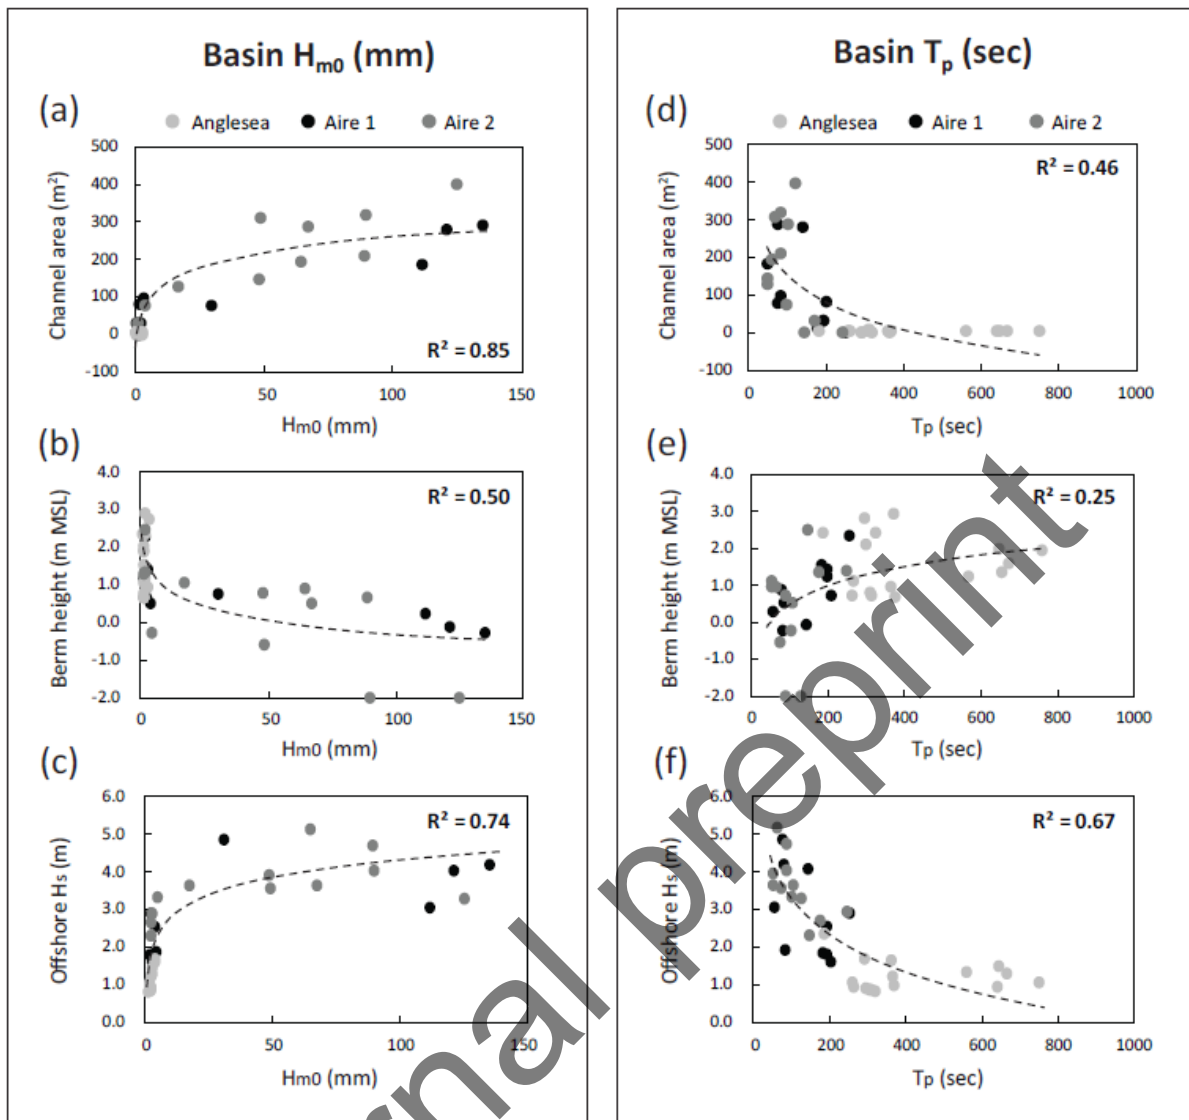 Basin Hm0 (mm)
(a)
Anglesea Aire 1 Aire 2
500
400
300
200
100
0
-100
Channel area (m²)
R² = 0.85
0 50 100 150
Hm0 (mm)
(b)
4.0
3.0
2.0
1.0
0.0
-1.0
-2.0
Berm height (m MSL)
R² = 0.50
0 50 100 150
Hm0 (mm)
(c)
6.0
5.0
4.0
3.0
2.0
1.0
0.0
Offshore Hs (m)
R² = 0.74
0 50 100 150
Hm0 (mm)
Basin Tp (sec)
(d)
Anglesea Aire 1 Aire 2
500
400
300
200
100
0
-100
Channel area (m²)
R² = 0.46
0 200 400 600 800 1000
Tp (sec)
(e)
4.0
3.0
2.0
1.0
0.0
-1.0
-2.0
Berm height (m MSL)
R² = 0.25
0 200 400 600 800 1000
Tp (sec)
(f)
6.0
5.0
4.0
3.0
2.0
1.0
0.0
Offshore Hs (m)
R² = 0.67
0 200 400 600 800 1000
Tp (sec)
rnal preprint